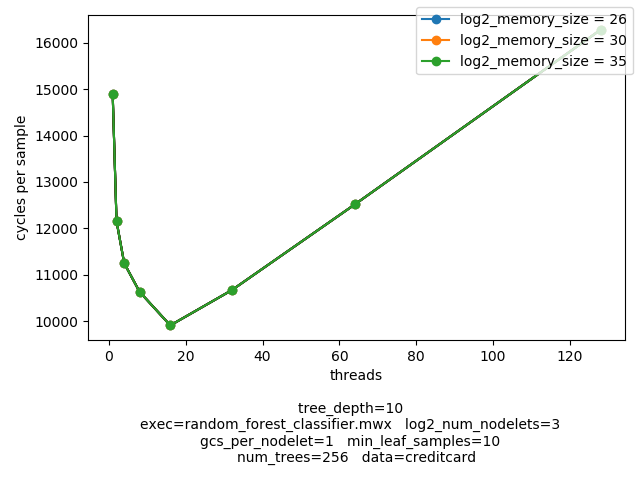 log2_memory_size = 26
log2_memory_size = 30
log2_memory_size = 35
cycles per sample
16000
15000
14000
13000
12000
11000
10000
0 20 40 60 80 100 120
threads
tree_depth=10
exec=random_forest_classifier.mwx log2_num_nodelets=3
gcs_per_nodelet=1 min_leaf_samples=10
num_trees=256 data=creditcard